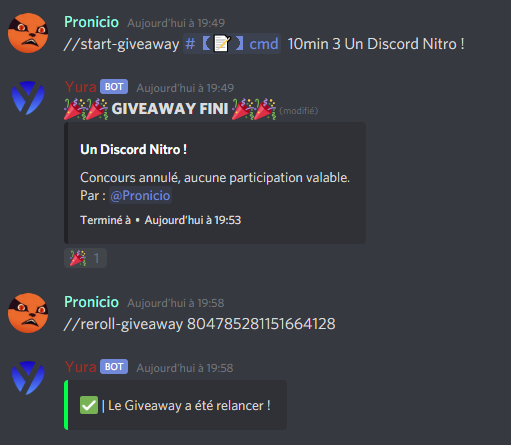 Pronicio Aujourd'hui à 19:49
//start-giveaway # 【📝】cmd 10min 3 Un Discord Nitro !
Yura BOT Aujourd'hui à 19:49
🎉🎉 GIVEAWAY FINI 🎉🎉 (modifié)
Un Discord Nitro !
Concours annulé, aucune participation valable.
Par : @Pronicio
Terminé à • Aujourd'hui à 19:53
🎉 1
Pronicio Aujourd'hui à 19:58
//reroll-giveaway 804785281151664128
Yura BOT Aujourd'hui à 19:58
✅ | Le Giveaway a été relancer !